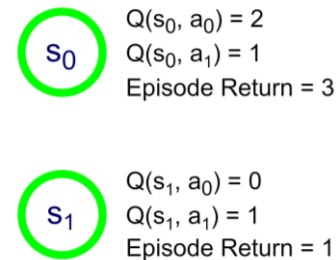 s₀
Q(s₀, a₀) = 2
Q(s₀, a₁) = 1
Episode Return = 3
s₁
Q(s₁, a₀) = 0
Q(s₁, a₁) = 1
Episode Return = 1